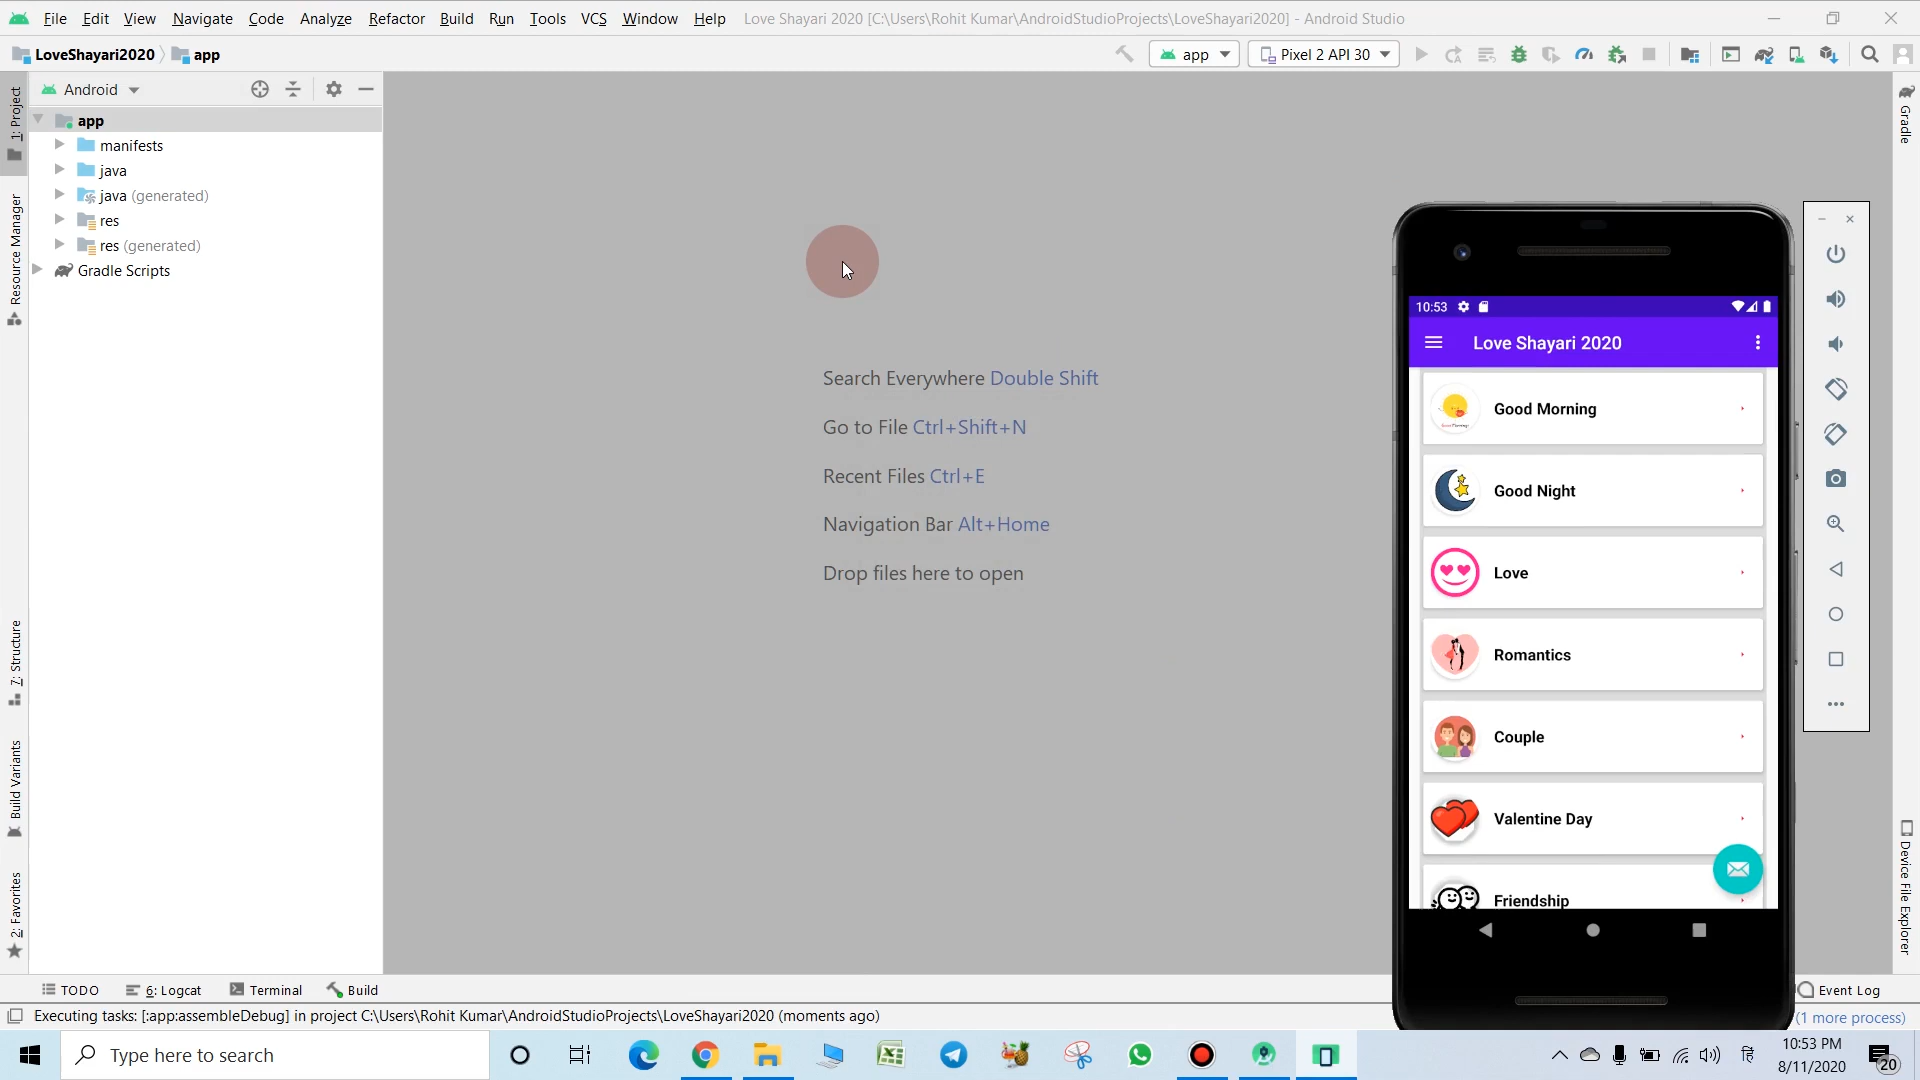 File Edit View Navigate Code Analyze Refactor Build Run Tools VCS Window Help Love Shayari 2020 [C:\Users\Rohit Kumar\AndroidStudioProjects\LoveShayari2020] - Android Studio
LoveShayari2020 app
app Pixel 2 API 30
Android
1: Project
Resource Manager
7: Structure
Build Variants
2: Favorites
app
manifests
java
java (generated)
res
res (generated)
Gradle Scripts
Search Everywhere Double Shift
Go to File Ctrl+Shift+N
Recent Files Ctrl+E
Navigation Bar Alt+Home
Drop files here to open
10:53
Love Shayari 2020
Good Morning
Good Night
Love
Romantics
Couple
Valentine Day
Friendship
Gradle
Device File Explorer
TODO 6: Logcat Terminal Build Event Log
Executing tasks: [:app:assembleDebug] in project C:\Users\Rohit Kumar\AndroidStudioProjects\LoveShayari2020 (moments ago) (1 more process)
Type here to search
हि
10:53 PM
8/11/2020
20